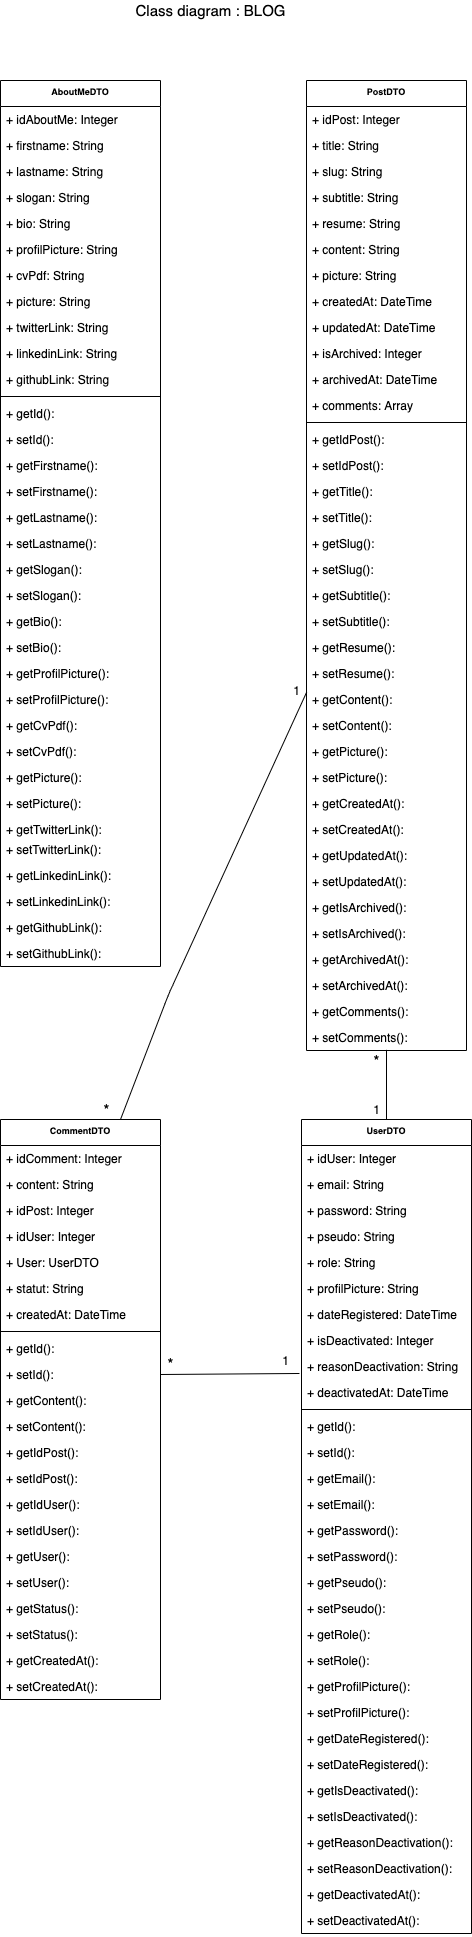 Class diagram : BLOG
AboutMeDTO
+ idAboutMe: Integer
+ firstname: String
+ lastname: String
+ slogan: String
+ bio: String
+ profilPicture: String
+ cvPdf: String
+ picture: String
+ twitterLink: String
+ linkedinLink: String
+ githubLink: String
+ getId():
+ setId():
+ getFirstname():
+ setFirstname():
+ getLastname():
+ setLastname():
+ getSlogan():
+ setSlogan():
+ getBio():
+ setBio():
+ getProfilPicture():
+ setProfilPicture():
+ getCvPdf():
+ setCvPdf():
+ getPicture():
+ setPicture():
+ getTwitterLink():
+ setTwitterLink():
+ getLinkedinLink():
+ setLinkedinLink():
+ getGithubLink():
+ setGithubLink():
PostDTO
+ idPost: Integer
+ title: String
+ slug: String
+ subtitle: String
+ resume: String
+ content: String
+ picture: String
+ createdAt: DateTime
+ updatedAt: DateTime
+ isArchived: Integer
+ archivedAt: DateTime
+ comments: Array
+ getIdPost():
+ setIdPost():
+ getTitle():
+ setTitle():
+ getSlug():
+ setSlug():
+ getSubtitle():
+ setSubtitle():
+ getResume():
+ setResume():
+ getContent():
+ setContent():
+ getPicture():
+ setPicture():
+ getCreatedAt():
+ setCreatedAt():
+ getUpdatedAt():
+ setUpdatedAt():
+ getIsArchived():
+ setIsArchived():
+ getArchivedAt():
+ setArchivedAt():
+ getComments():
+ setComments():
1
*
*
1
CommentDTO
+ idComment: Integer
+ content: String
+ idPost: Integer
+ idUser: Integer
+ User: UserDTO
+ statut: String
+ createdAt: DateTime
+ getId():
+ setId():
+ getContent():
+ setContent():
+ getIdPost():
+ setIdPost():
+ getIdUser():
+ setIdUser():
+ getUser():
+ setUser():
+ getStatus():
+ setStatus():
+ getCreatedAt():
+ setCreatedAt():
*
1
UserDTO
+ idUser: Integer
+ email: String
+ password: String
+ pseudo: String
+ role: String
+ profilPicture: String
+ dateRegistered: DateTime
+ isDeactivated: Integer
+ reasonDeactivation: String
+ deactivatedAt: DateTime
+ getId():
+ setId():
+ getEmail():
+ setEmail():
+ getPassword():
+ setPassword():
+ getPseudo():
+ setPseudo():
+ getRole():
+ setRole():
+ getProfilPicture():
+ setProfilPicture():
+ getDateRegistered():
+ setDateRegistered():
+ getIsDeactivated():
+ setIsDeactivated():
+ getReasonDeactivation():
+ setReasonDeactivation():
+ getDeactivatedAt():
+ setDeactivatedAt():